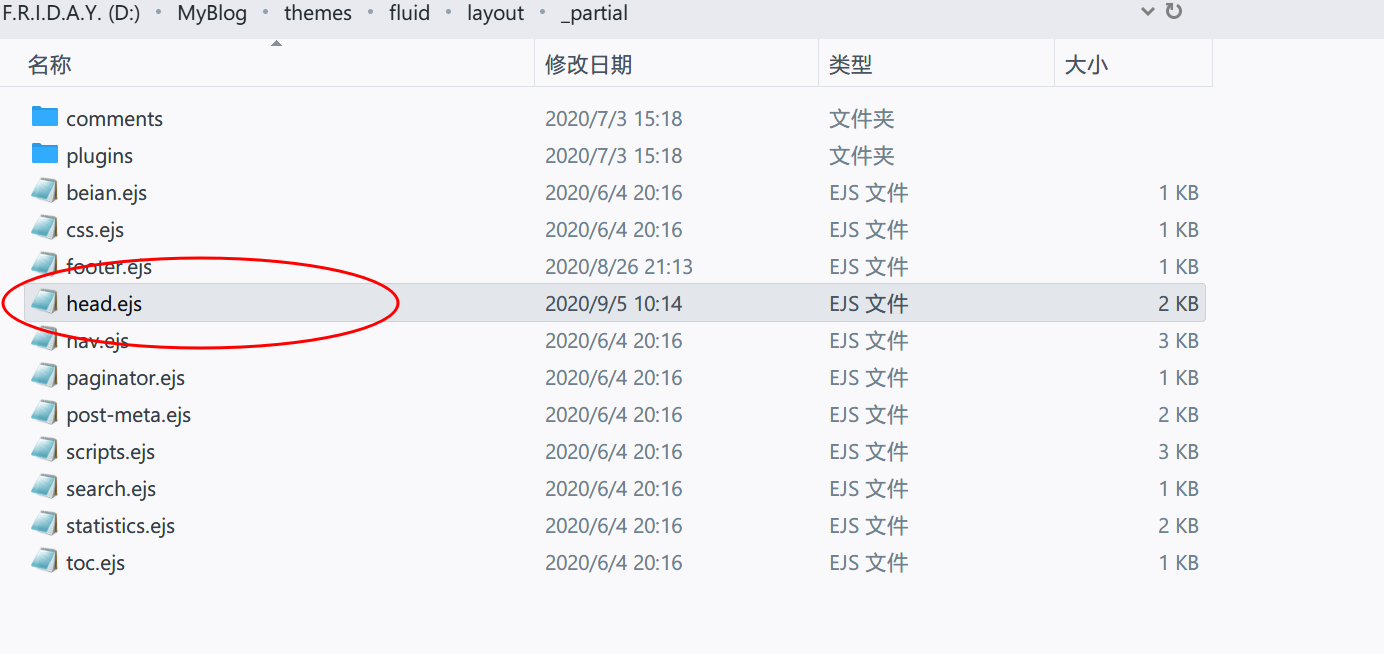 F.R.I.D.A.Y. (D:) • MyBlog • themes • fluid • layout • _partial
名称 修改日期 类型 大小
comments 2020/7/3 15:18 文件夹
plugins 2020/7/3 15:18 文件夹
beian.ejs 2020/6/4 20:16 EJS 文件 1 KB
css.ejs 2020/6/4 20:16 EJS 文件 1 KB
footer.ejs 2020/8/26 21:13 EJS 文件 1 KB
head.ejs 2020/9/5 10:14 EJS 文件 2 KB
nav.ejs 2020/6/4 20:16 EJS 文件 3 KB
paginator.ejs 2020/6/4 20:16 EJS 文件 1 KB
post-meta.ejs 2020/6/4 20:16 EJS 文件 2 KB
scripts.ejs 2020/6/4 20:16 EJS 文件 3 KB
search.ejs 2020/6/4 20:16 EJS 文件 1 KB
statistics.ejs 2020/6/4 20:16 EJS 文件 2 KB
toc.ejs 2020/6/4 20:16 EJS 文件 1 KB